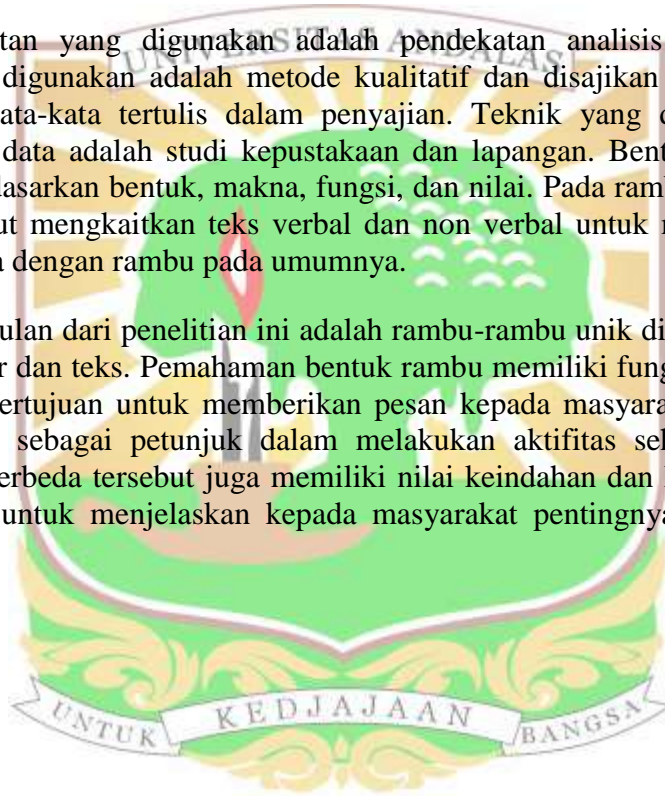 UNIVERSITAS ANDALAS
tan yang digunakan adalah pendekatan analisis
digunakan adalah metode kualitatif dan disajikan
ata-kata tertulis dalam penyajian. Teknik yang d
data adalah studi kepustakaan dan lapangan. Bent
dasarkan bentuk, makna, fungsi, dan nilai. Pada ramb
ut mengkaitkan teks verbal dan non verbal untuk
a dengan rambu pada umumnya.
ulan dari penelitian ini adalah rambu-rambu unik di
r dan teks. Pemahaman bentuk rambu memiliki fung
ertujuan untuk memberikan pesan kepada masyara
sebagai petunjuk dalam melakukan aktifitas sel
erbeda tersebut juga memiliki nilai keindahan dan
untuk menjelaskan kepada masyarakat pentingnya
UNTUK KEDJAJAAN BANGSA